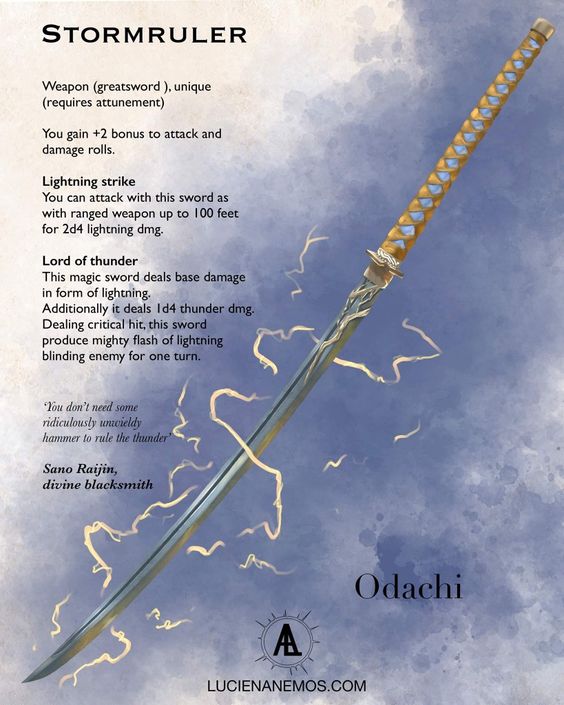 STORMRULER
Weapon (greatsword ), unique
(requires attunement)
You gain +2 bonus to attack and
damage rolls.
Lightning strike
You can attack with this sword as
with ranged weapon up to 100 feet
for 2d4 lightning dmg.
Lord of thunder
This magic sword deals base damage
in form of lightning.
Additionally it deals 1d4 thunder dmg.
Dealing critical hit, this sword
produce mighty flash of lightning
blinding enemy for one turn.
‘You don’t need some
ridiculously unwieldy
hammer to rule the thunder’
Sano Raijin,
divine blacksmith
Odachi
AL
LUCIENANEMOS.COM